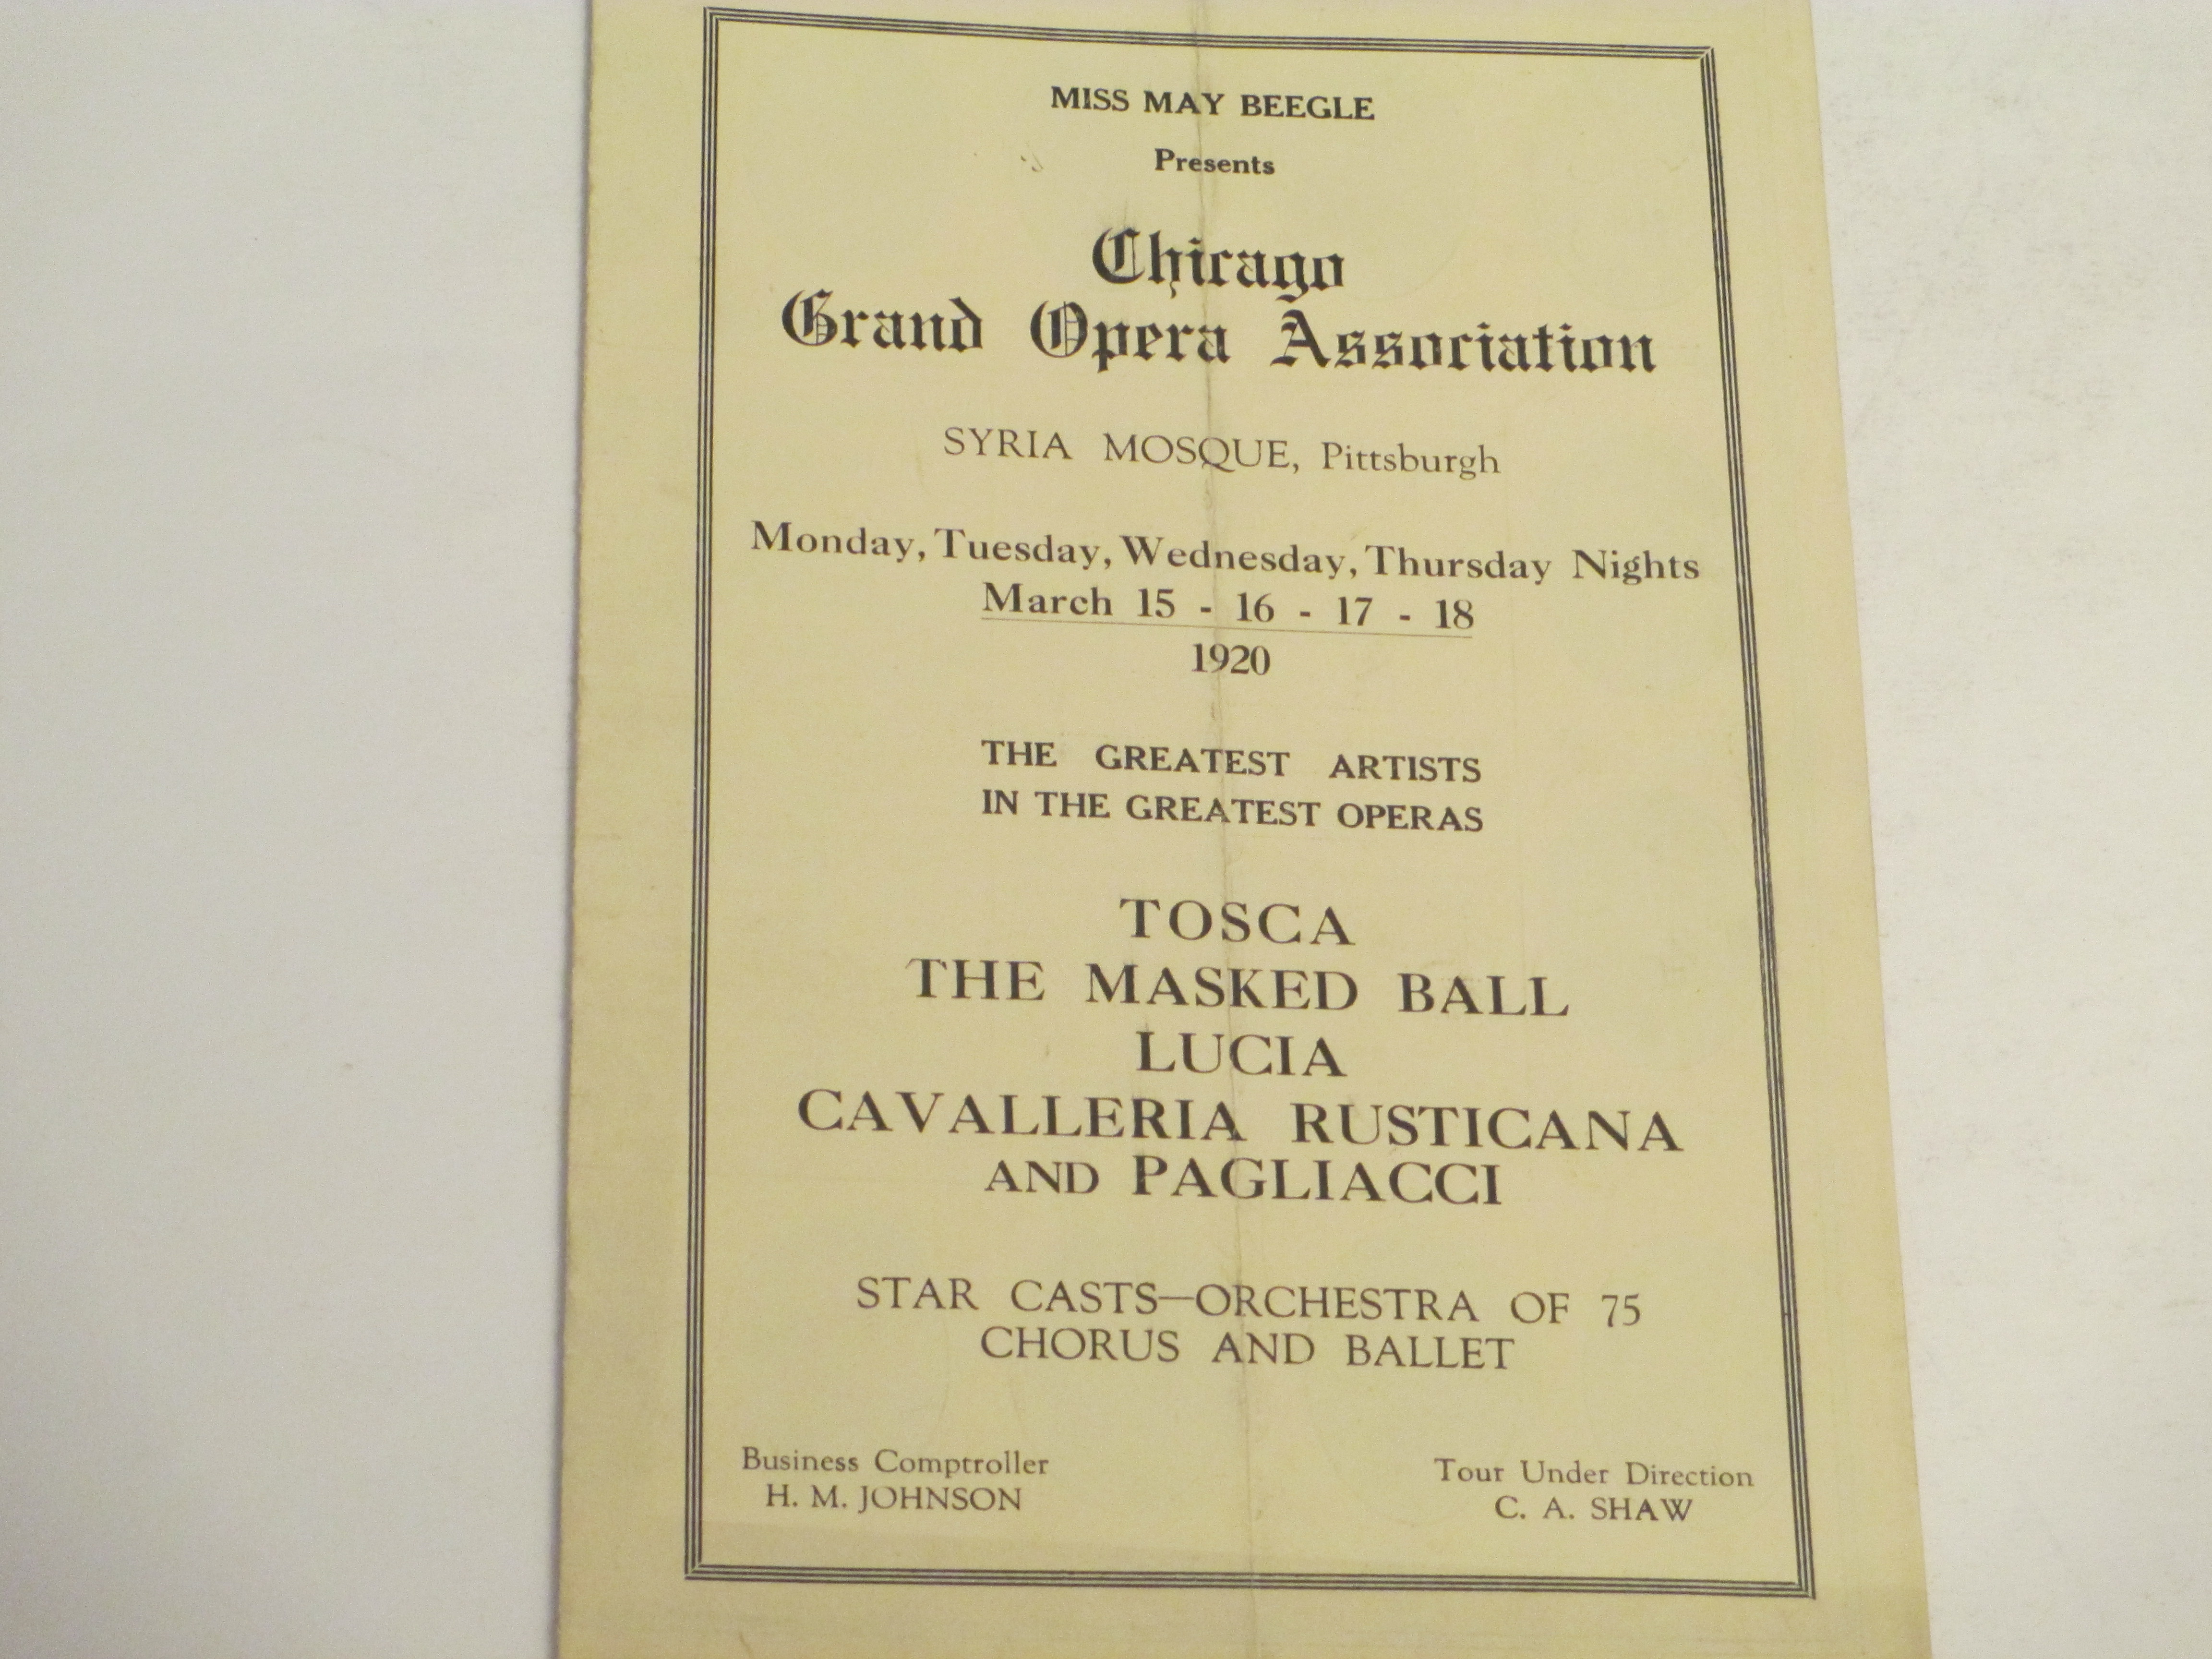 MISS MAY BEEGLE
Presents
Chicago
Grand Opera Association
SYRIA MOSQUE, Pittsburgh
Monday, Tuesday, Wednesday, Thursday Nights
March 15 - 16 - 17 - 18
1920
THE GREATEST ARTISTS
IN THE GREATEST OPERAS
TOSCA
THE MASKED BALL
LUCIA
CAVALLERIA RUSTICANA
AND PAGLIACCI
STAR CASTS—ORCHESTRA OF 75
CHORUS AND BALLET
Business Comptroller
H. M. JOHNSON
Tour Under Direction
C. A. SHAW